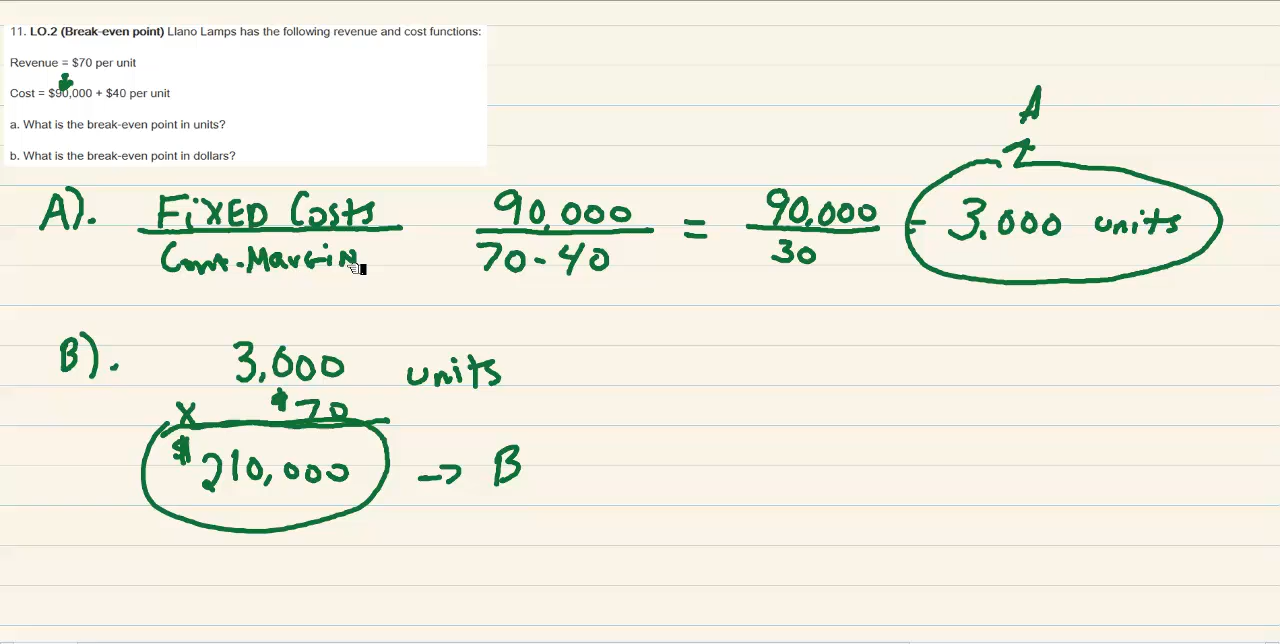 11. LO.2 (Break-even point) Llano Lamps has the following revenue and cost functions:
Revenue = $70 per unit
Cost = $90,000 + $40 per unit
a. What is the break-even point in units?
b. What is the break-even point in dollars?
A
A). FiXED Costs 90,000 = 90,000 = 3,000 units
Cont. Margin 70 - 40 30
B). 3,000 units
X $70
$210,000 → B